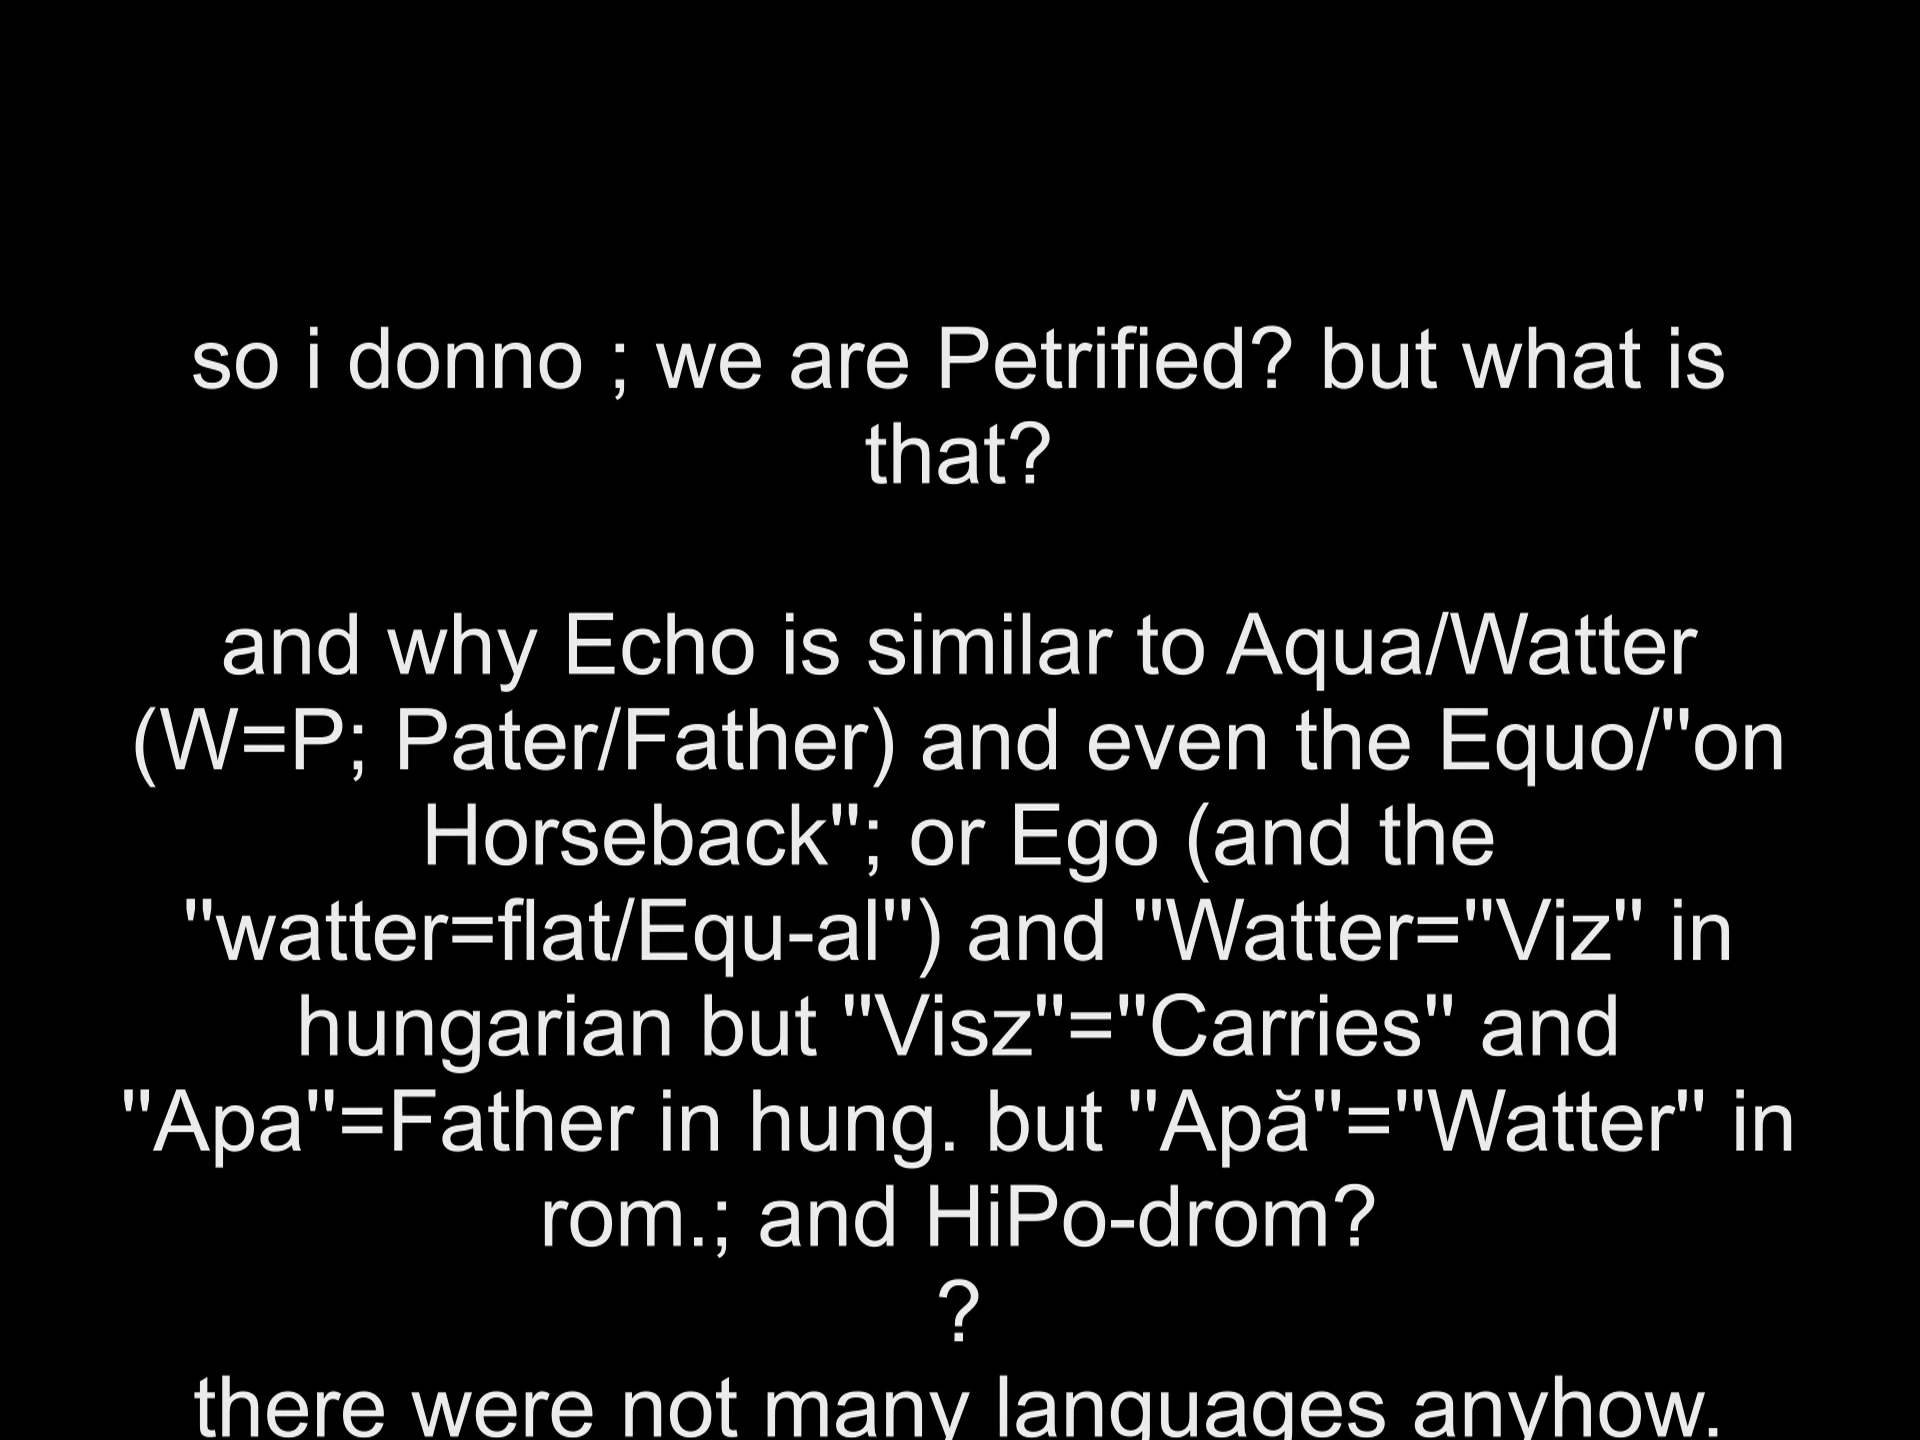 so i donno ; we are Petrified? but what is
that?
and why Echo is similar to Aqua/Watter
(W=P; Pater/Father) and even the Equo/"on
Horseback"; or Ego (and the
"watter=flat/Equ-al") and "Watter="Viz" in
hungarian but "Visz"="Carries" and
"Apa"=Father in hung. but "Apă"="Watter" in
rom.; and HiPo-drom?
?
there were not many languages anyhow.